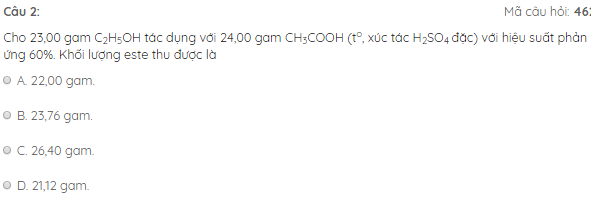 Câu 2: Mã câu hỏi: 46
Cho 23,00 gam C₂H₅OH tác dụng với 24,00 gam CH₃COOH (t°, xúc tác H₂SO₄ đặc) với hiệu suất phản
ứng 60%. Khối lượng este thu được là
A. 22,00 gam.
B. 23,76 gam.
C. 26,40 gam.
D. 21,12 gam.